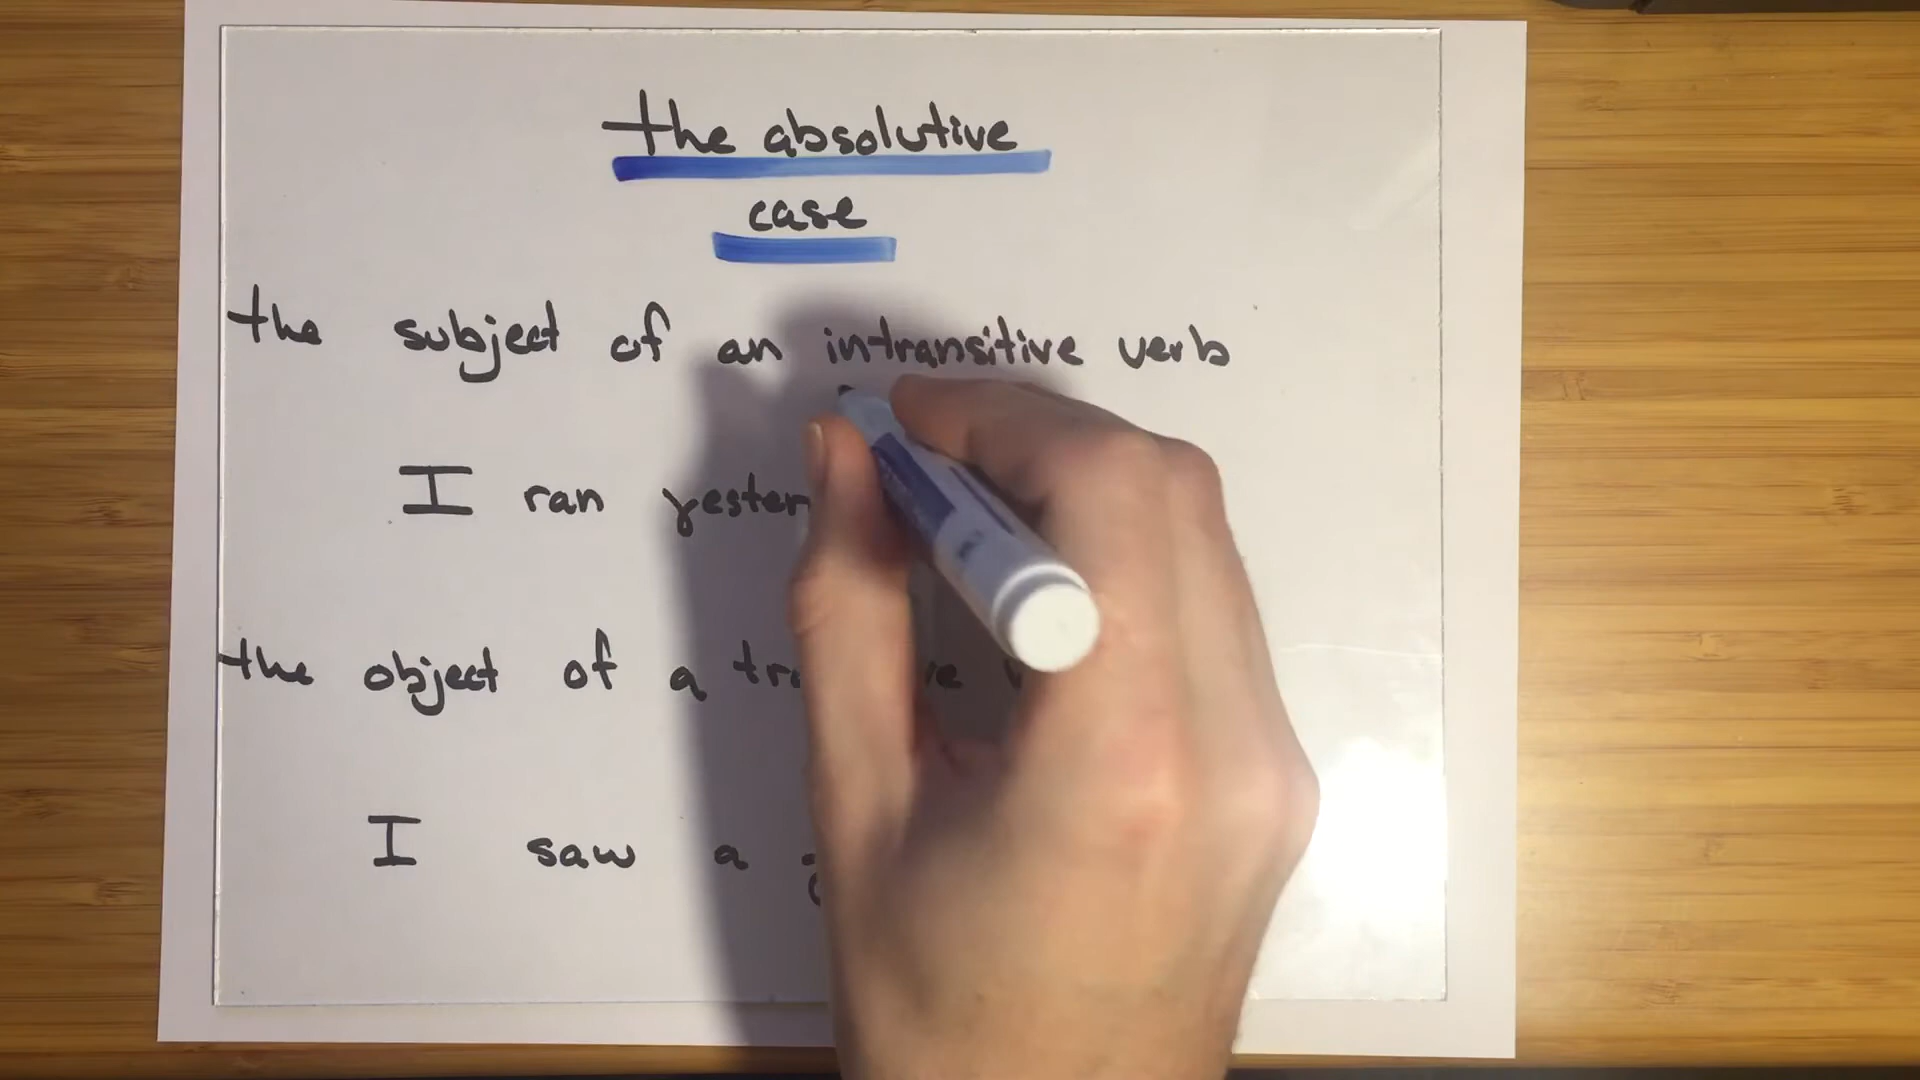 the absolutive
case
the subject of an intransitive verb
I ran
the object of a
I saw a